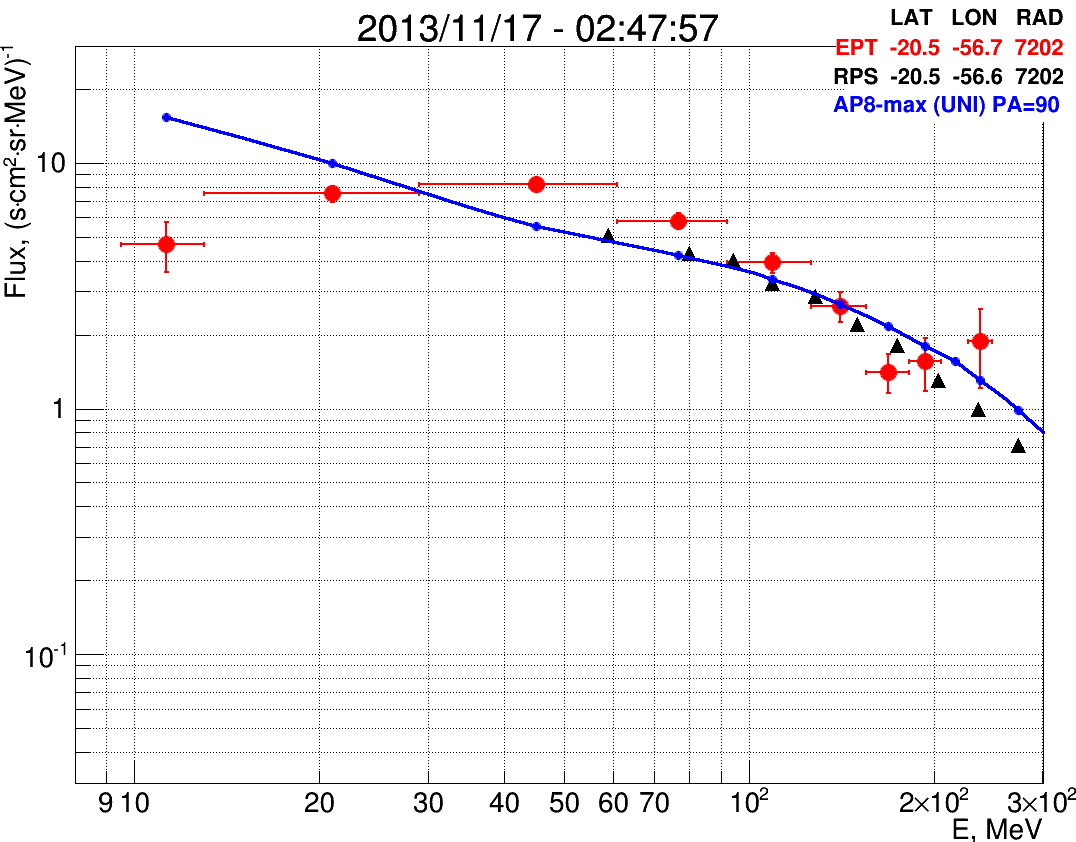 2013/11/17 - 02:47:57
LAT LON RAD
EPT -20.5 -56.7 7202
RPS -20.5 -56.6 7202
AP8-max (UNI) PA=90
Flux, (s·cm²·sr·MeV)⁻¹
10
1
10⁻¹
9 10 20 30 40 50 60 70 10² 2×10² 3×10²
E, MeV